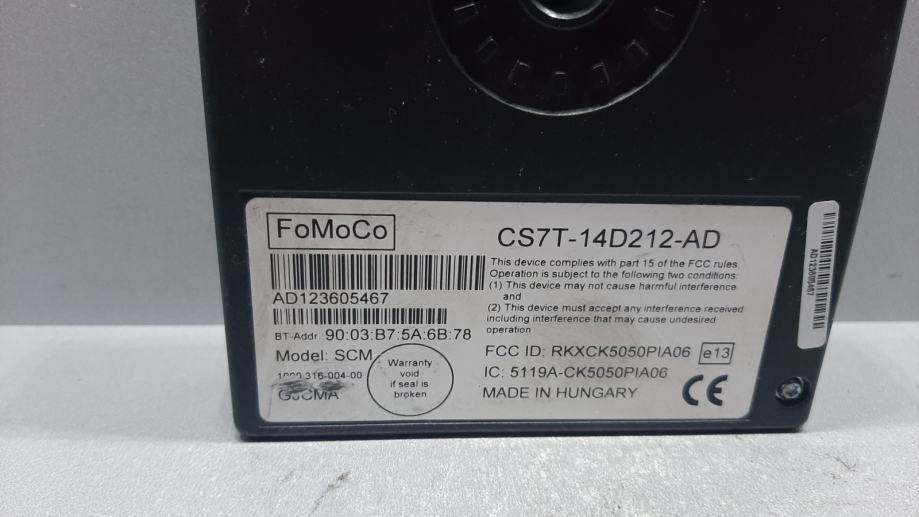 FoMoCo
CS7T-14D212-AD
This device complies with part 15 of the FCC rules.
Operation is subject to the following two conditions:
(1) This device may not cause harmful interference
and
(2) This device must accept any interference received
including interference that may cause undesired
operation
AD123605467
BT-Addr. 90:03:B7:5A:6B:78
Model: SCM
Warranty
void
if seal is
broken
FCC ID: RKXCK5050PIA06 e13
IC: 5119A-CK5050PIA06
MADE IN HUNGARY CE
AD123605467